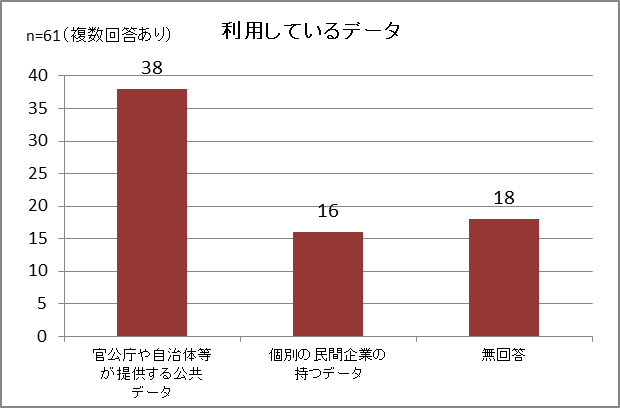 n=61(複数回答あり)
利用しているデータ
40
35
30
25
20
15
10
5
0
38
16
18
官公庁や自治体等
が提供する公共
データ
個別の民間企業の
持つデータ
無回答